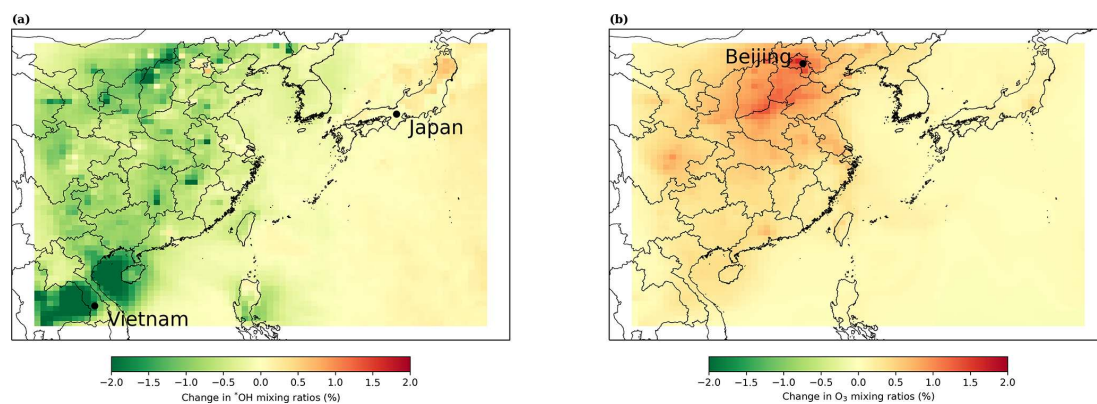 (a)
Japan
Vietnam
−2.0 −1.5 −1.0 −0.5 0.0 0.5 1.0 1.5 2.0
Change in ˚OH mixing ratios (%)
(b)
Beijing
−2.0 −1.5 −1.0 −0.5 0.0 0.5 1.0 1.5 2.0
Change in O₃ mixing ratios (%)